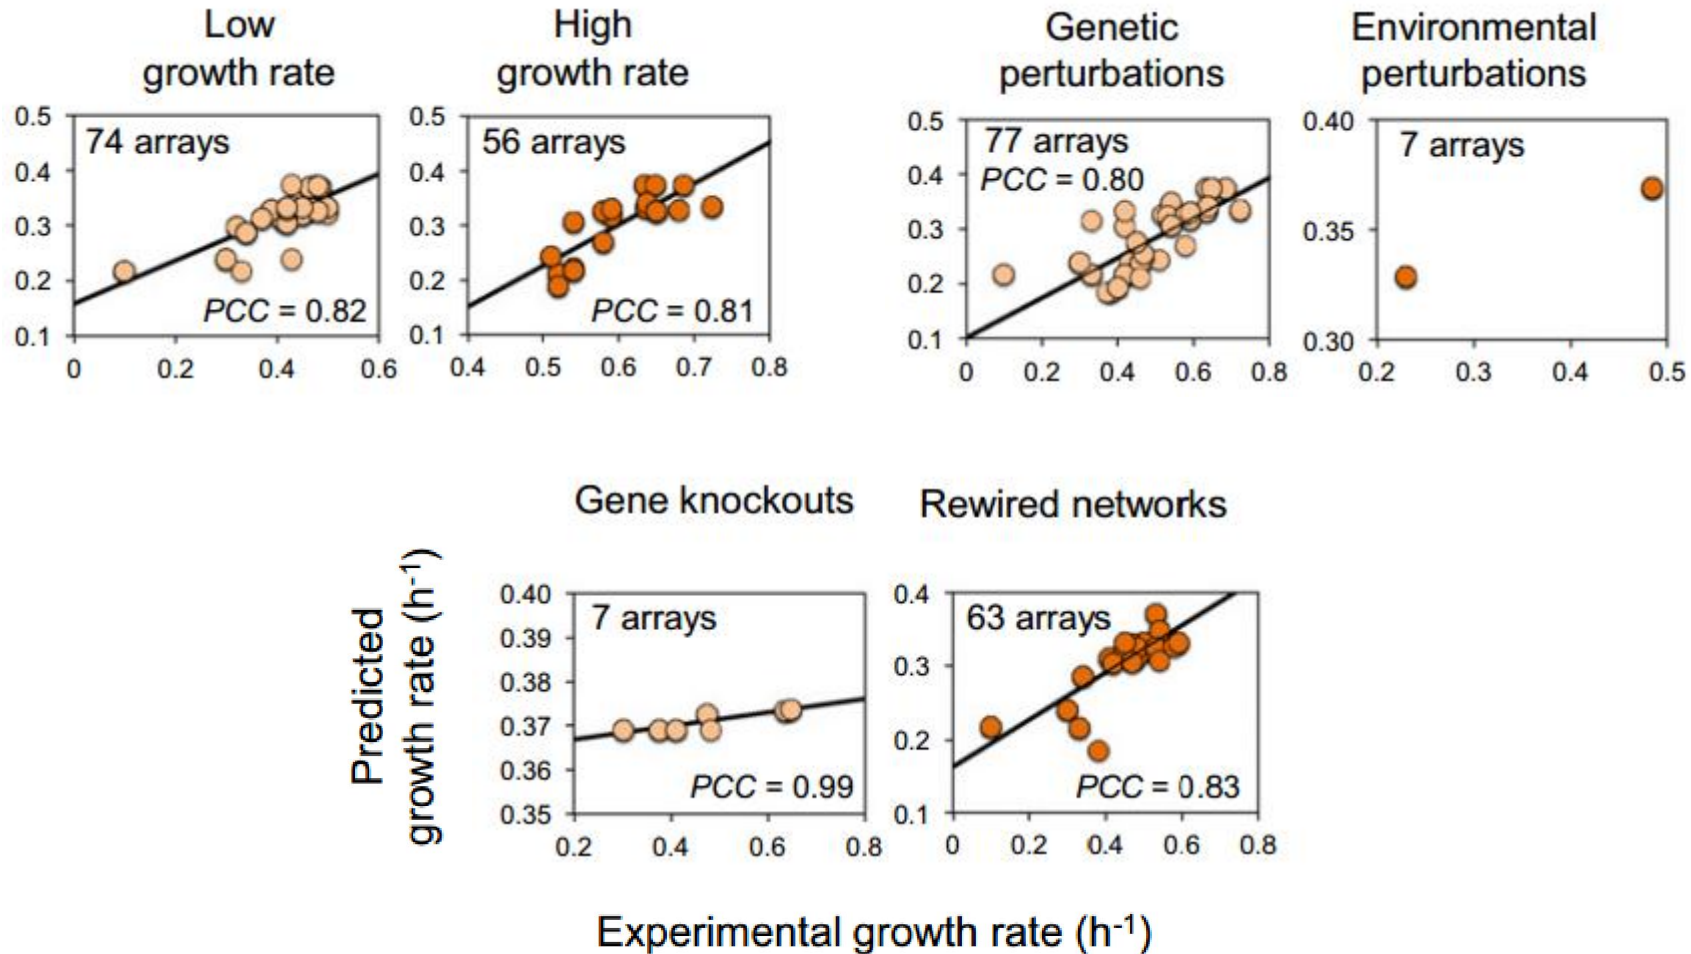 Low
growth rate
High
growth rate
Genetic
perturbations
Environmental
perturbations
0.5
0.4
0.3
0.2
0.1
74 arrays
PCC = 0.82
0
0.2
0.4
0.6
0.5
0.4
0.3
0.2
0.1
56 arrays
PCC = 0.81
0.4
0.5
0.6
0.7
0.8
0.5
0.4
0.3
0.2
0.1
77 arrays
PCC = 0.80
0
0.2
0.4
0.6
0.8
0.40
0.35
0.30
7 arrays
0.2
0.3
0.4
0.5
Gene knockouts
Rewired networks
Predicted
growth rate (h-1)
0.40
0.39
0.38
0.37
0.36
0.35
7 arrays
PCC = 0.99
0.2
0.4
0.6
0.8
0.4
0.3
0.2
0.1
63 arrays
PCC = 0.83
0
0.2
0.4
0.6
0.8
Experimental growth rate (h-1)